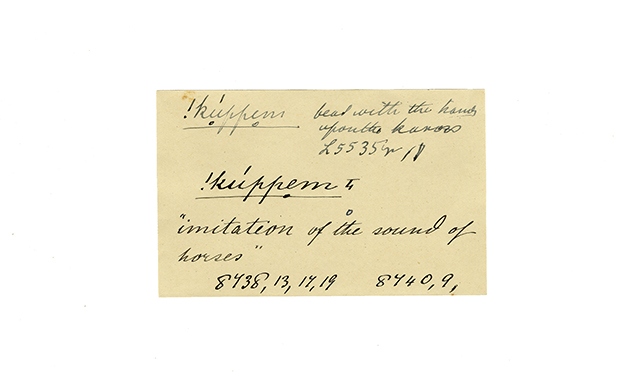 !kúppem beat with the hands
upon the kaross
L5535
!kúppem
"imitation of the sound of
horses"
8438, 13, 17, 19 8440, 9,